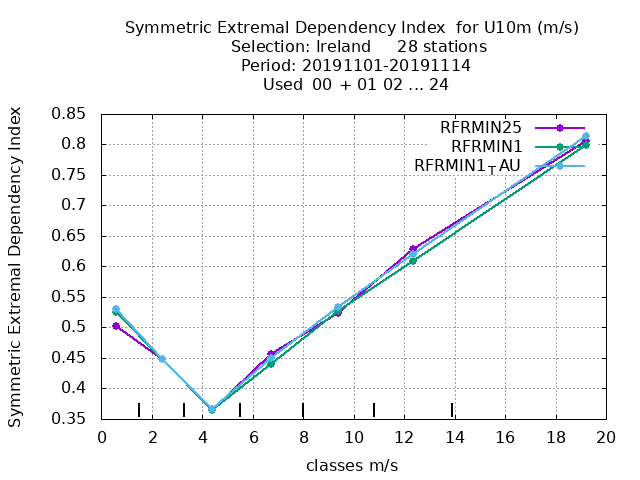 Symmetric Extremal Dependency Index for U10m (m/s)
Selection: Ireland 28 stations
Period: 20191101-20191114
Used 00 + 01 02 ... 24
Symmetric Extremal Dependency Index
0.85
0.8
0.75
0.7
0.65
0.6
0.55
0.5
0.45
0.4
0.35
RFRMIN25
RFRMIN1
RFRMIN1TAU
0 2 4 6 8 10 12 14 16 18 20
classes m/s